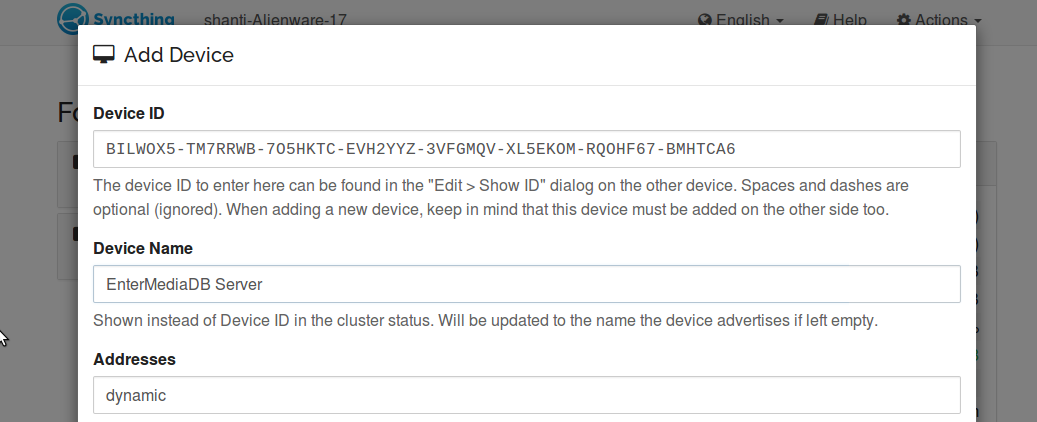 Syncthing shanti-Alienware-17 English Help Actions
Add Device
Device ID
BILWOX5-TM7RRWB-7O5HKTC-EVH2YYZ-3VFGMQV-XL5EKOM-RQOHF67-BMHTCA6
The device ID to enter here can be found in the "Edit > Show ID" dialog on the other device. Spaces and dashes are
optional (ignored). When adding a new device, keep in mind that this device must be added on the other side too.
Device Name
EnterMediaDB Server
Shown instead of Device ID in the cluster status. Will be updated to the name the device advertises if left empty.
Addresses
dynamic